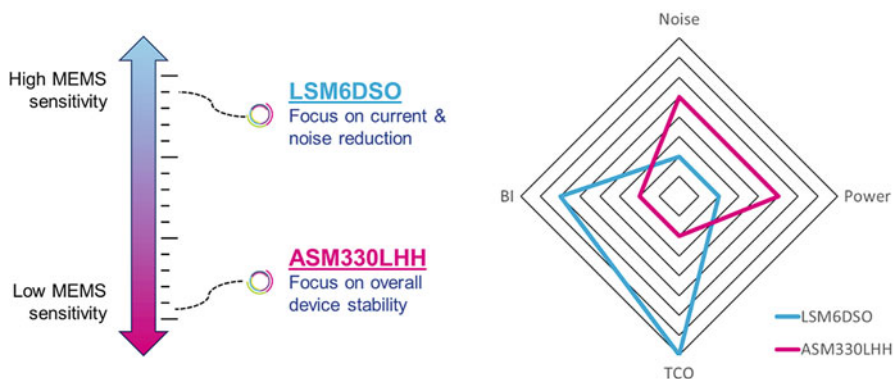 High MEMS
sensitivity
LSM6DSO
Focus on current &
noise reduction
ASM330LHH
Focus on overall
device stability
Low MEMS
sensitivity
Noise
BI
Power
TCO
LSM6DSO
ASM330LHH